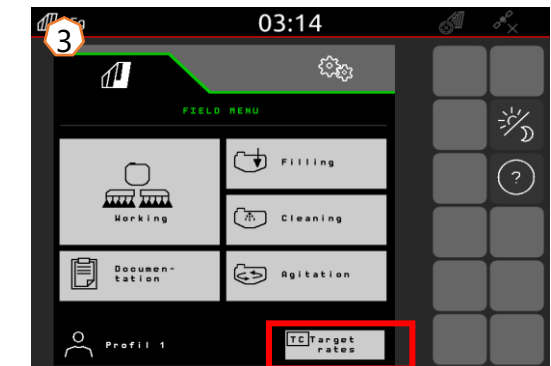 03:14
3
FIELD MENU
Filling
Working
Cleaning
Documen-
tation
Agitation
Profil 1
TC Target
rates
?